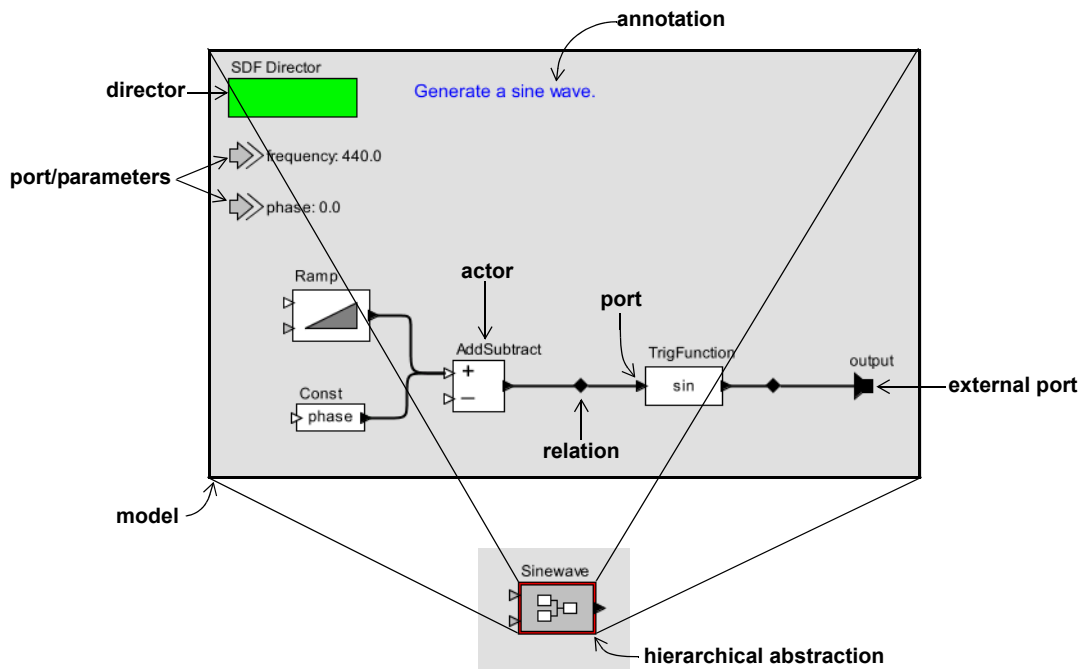 annotation
SDF Director
director
Generate a sine wave.
frequency: 440.0
port/parameters
phase: 0.0
actor
Ramp
port
AddSubtract
TrigFunction
output
+
sin
external port
Const
−
phase
relation
model
Sinewave
hierarchical abstraction